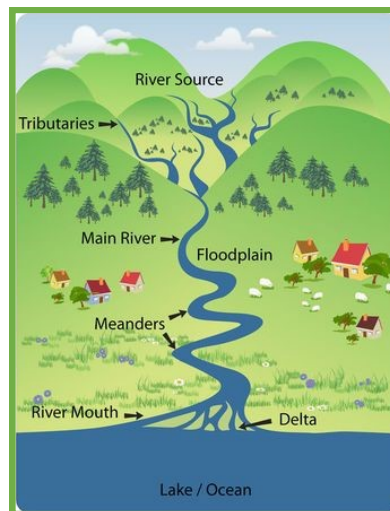 River Source
Tributaries
Main River
Floodplain
Meanders
River Mouth
Delta
Lake / Ocean